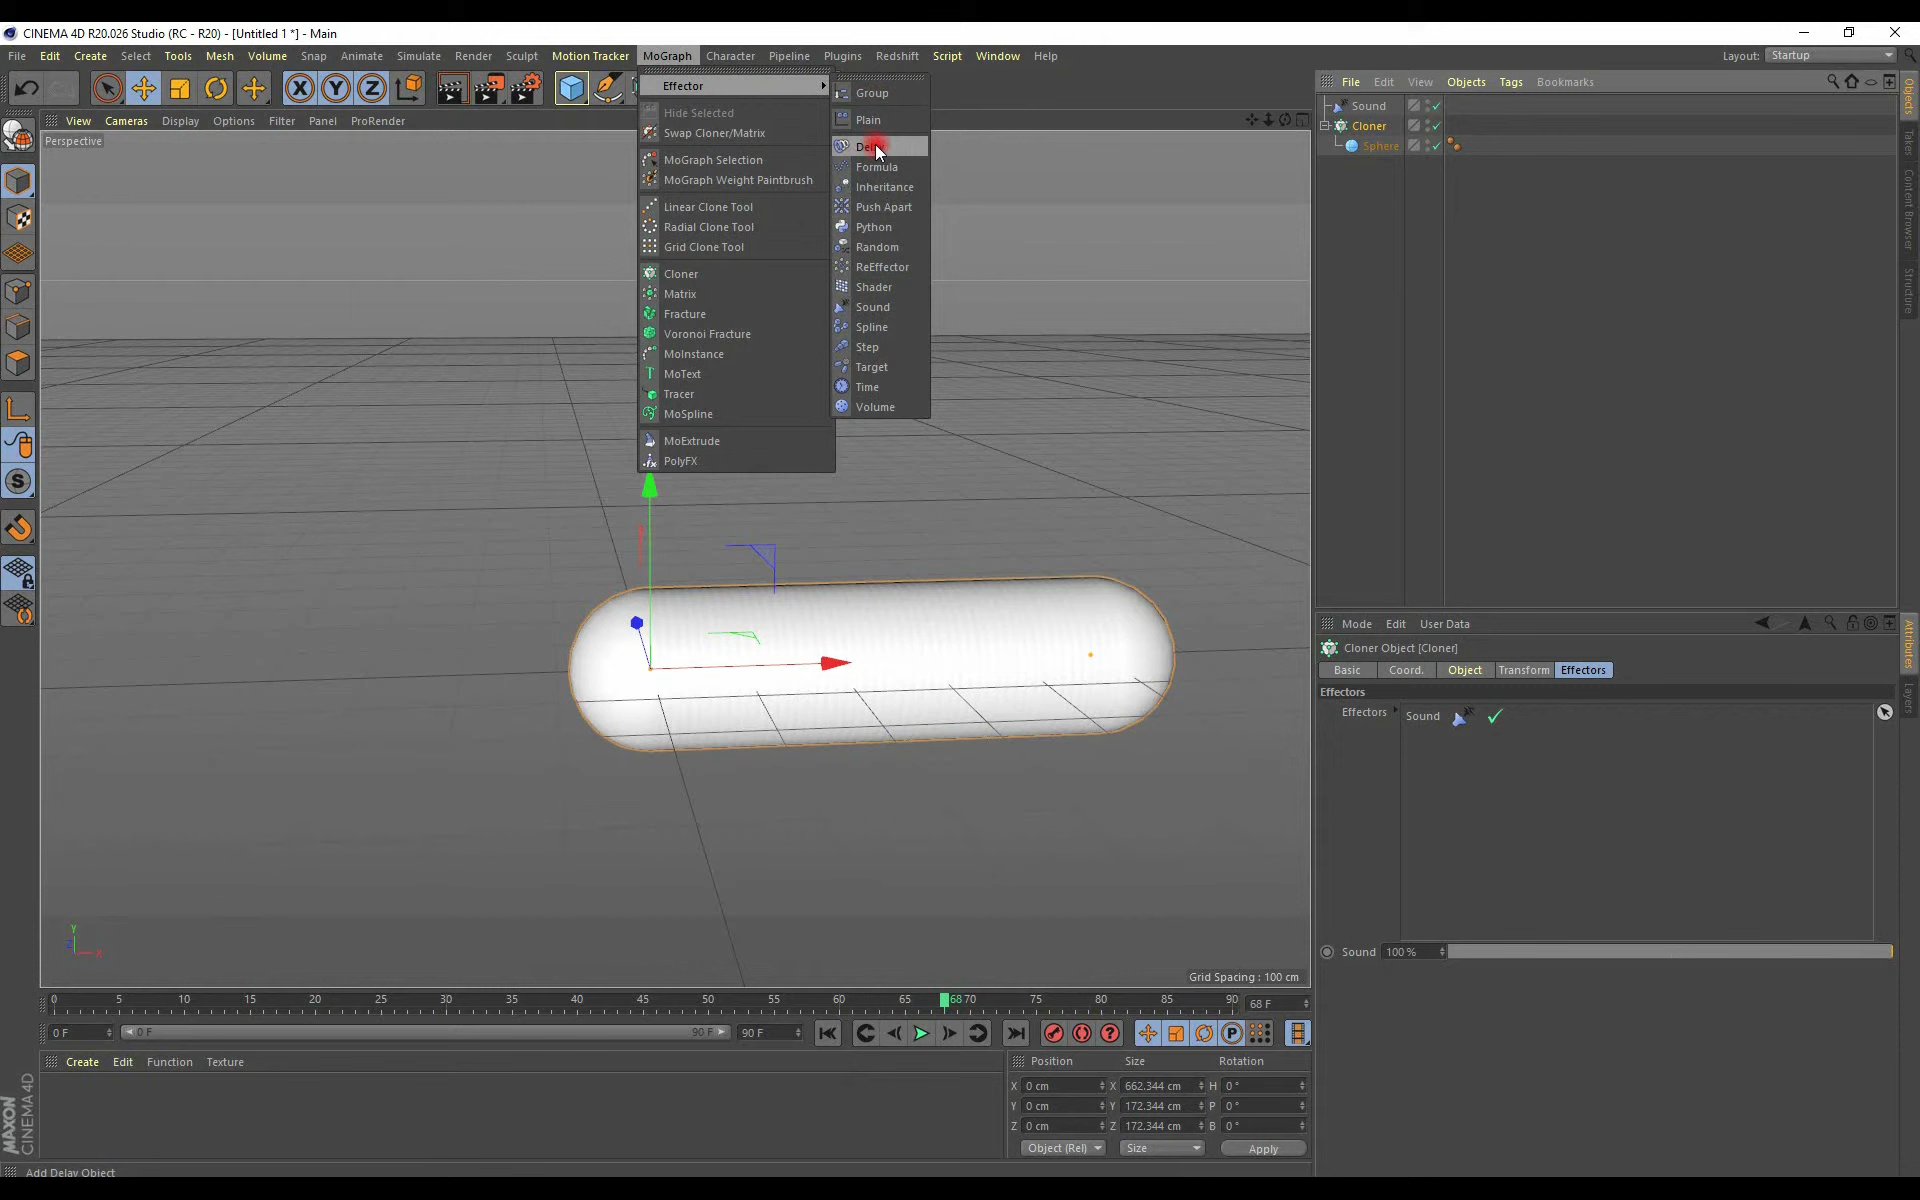 CINEMA 4D R20.026 Studio (RC - R20) - [Untitled 1 *] - Main
File Edit Create Select Tools Mesh Volume Snap Animate Simulate Render Sculpt Motion Tracker MoGraph Character Pipeline Plugins Redshift Script Window Help
Layout: Startup
View Cameras Display Options Filter Panel ProRender
Perspective
Effector
Hide Selected
Swap Cloner/Matrix
MoGraph Selection
MoGraph Weight Paintbrush
Linear Clone Tool
Radial Clone Tool
Grid Clone Tool
Cloner
Matrix
Fracture
Voronoi Fracture
MoInstance
MoText
Tracer
MoSpline
MoExtrude
PolyFX
Group
Plain
Formula
Inheritance
Push Apart
Python
Random
ReEffector
Shader
Sound
Spline
Step
Target
Time
Volume
File Edit View Objects Tags Bookmarks
Sound
Cloner
Sphere
Objects
Takes
Content Browser
Structure
Mode Edit User Data
Cloner Object [Cloner]
Basic Coord. Object Transform Effectors
Effectors
Effectors Sound
Sound 100 %
Attributes
Layers
Y
Z X
Grid Spacing : 100 cm
0 5 10 15 20 25 30 35 40 45 50 55 60 65 68 70 75 80 85 90 68 F
0 F 0 F 90 F 90 F
Create Edit Function Texture
Position Size Rotation
X 0 cm X 662.344 cm H 0 °
Y 0 cm Y 172.344 cm P 0 °
Z 0 cm Z 172.344 cm B 0 °
Object (Rel) Size Apply
MAXON
CINEMA 4D
Add Delay Object